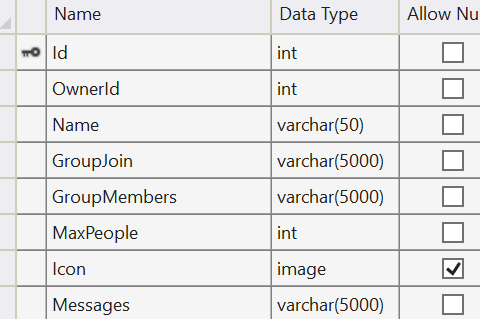 Name Data Type Allow Nu
Id int
OwnerId int
Name varchar(50)
GroupJoin varchar(5000)
GroupMembers varchar(5000)
MaxPeople int
Icon image
Messages varchar(5000)